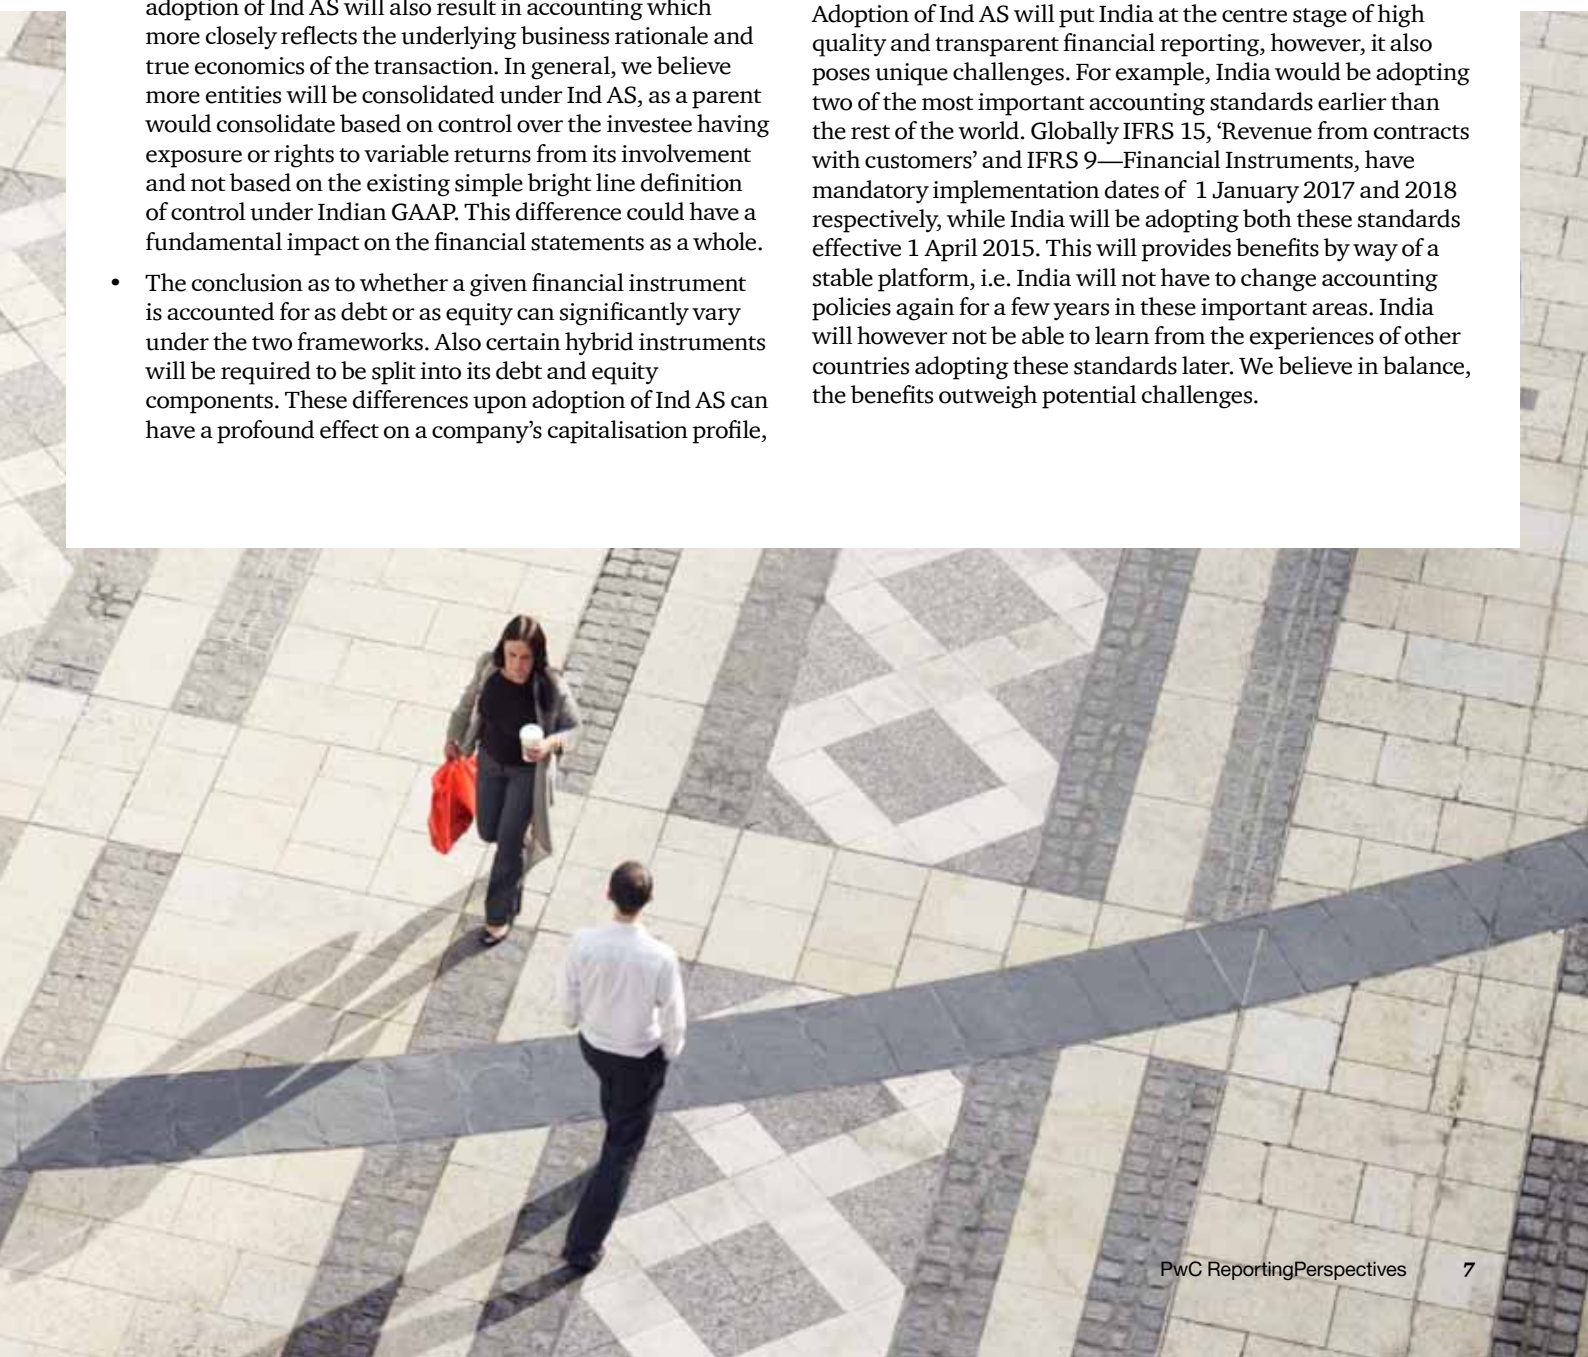 adoption of Ind AS will also result in accounting which
more closely reflects the underlying business rationale and
true economics of the transaction. In general, we believe
more entities will be consolidated under Ind AS, as a parent
would consolidate based on control over the investee having
exposure or rights to variable returns from its involvement
and not based on the existing simple bright line definition
of control under Indian GAAP. This difference could have a
fundamental impact on the financial statements as a whole.
• The conclusion as to whether a given financial instrument
is accounted for as debt or as equity can significantly vary
under the two frameworks. Also certain hybrid instruments
will be required to be split into its debt and equity
components. These differences upon adoption of Ind AS can
have a profound effect on a company’s capitalisation profile,
Adoption of Ind AS will put India at the centre stage of high
quality and transparent financial reporting, however, it also
poses unique challenges. For example, India would be adopting
two of the most important accounting standards earlier than
the rest of the world. Globally IFRS 15, ‘Revenue from contracts
with customers’ and IFRS 9—Financial Instruments, have
mandatory implementation dates of 1 January 2017 and 2018
respectively, while India will be adopting both these standards
effective 1 April 2015. This will provides benefits by way of a
stable platform, i.e. India will not have to change accounting
policies again for a few years in these important areas. India
will however not be able to learn from the experiences of other
countries adopting these standards later. We believe in balance,
the benefits outweigh potential challenges.
PwC ReportingPerspectives 7